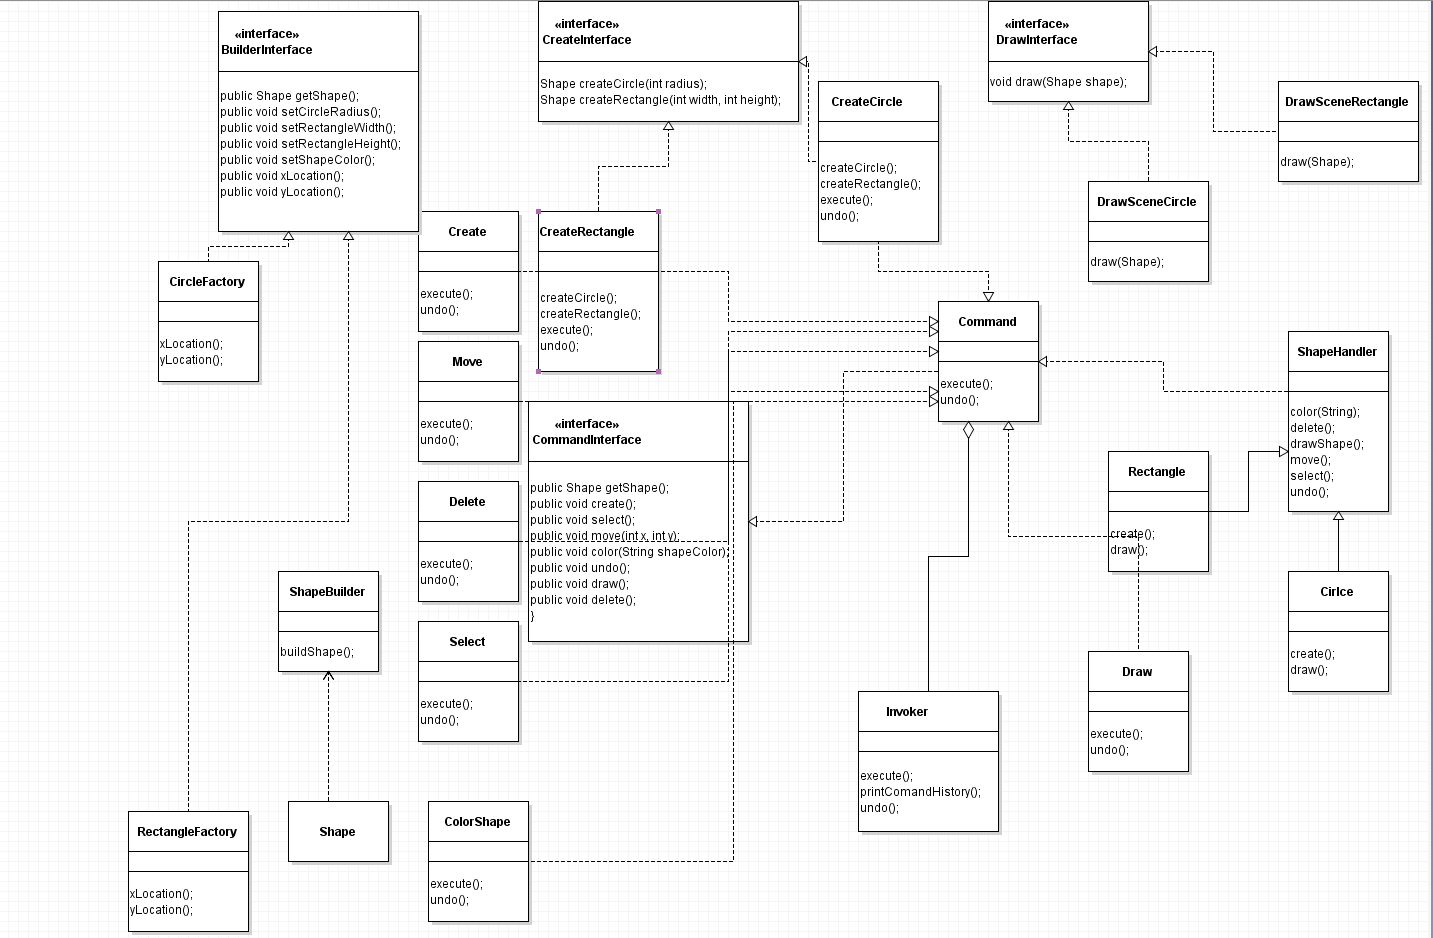 «interface»
BuilderInterface
public Shape getShape();
public void setCircleRadius();
public void setRectangleWidth();
public void setRectangleHeight();
public void setShapeColor();
public void xLocation();
public void yLocation();
«interface»
CreateInterface
Shape createCircle(int radius);
Shape createRectangle(int width, int height);
«interface»
DrawInterface
void draw(Shape shape);
CreateCircle
createCircle();
createRectangle();
execute();
undo();
DrawSceneRectangle
draw(Shape);
DrawSceneCircle
draw(Shape);
Create
execute();
undo();
CreateRectangle
createCircle();
createRectangle();
execute();
undo();
CircleFactory
xLocation();
yLocation();
Command
execute();
undo();
ShapeHandler
color(String);
delete();
drawShape();
move();
select();
undo();
Move
execute();
undo();
«interface»
CommandInterface
public Shape getShape();
public void create();
public void select();
public void move(int x, int y);
public void color(String shapeColor);
public void undo();
public void draw();
public void delete();
}
Rectangle
create();
draw();
Delete
execute();
undo();
ShapeBuilder
buildShape();
Cirlce
create();
draw();
Select
execute();
undo();
Draw
execute();
undo();
Invoker
execute();
printComandHistory();
undo();
RectangleFactory
xLocation();
yLocation();
Shape
ColorShape
execute();
undo();